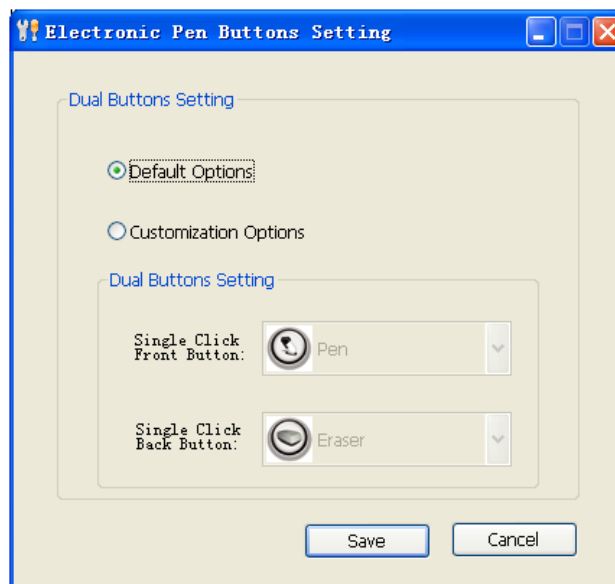 Electronic Pen Buttons Setting
Dual Buttons Setting
Default Options
Customization Options
Dual Buttons Setting
Single Click
Front Button:
Pen
Single Click
Back Button:
Eraser
Save
Cancel